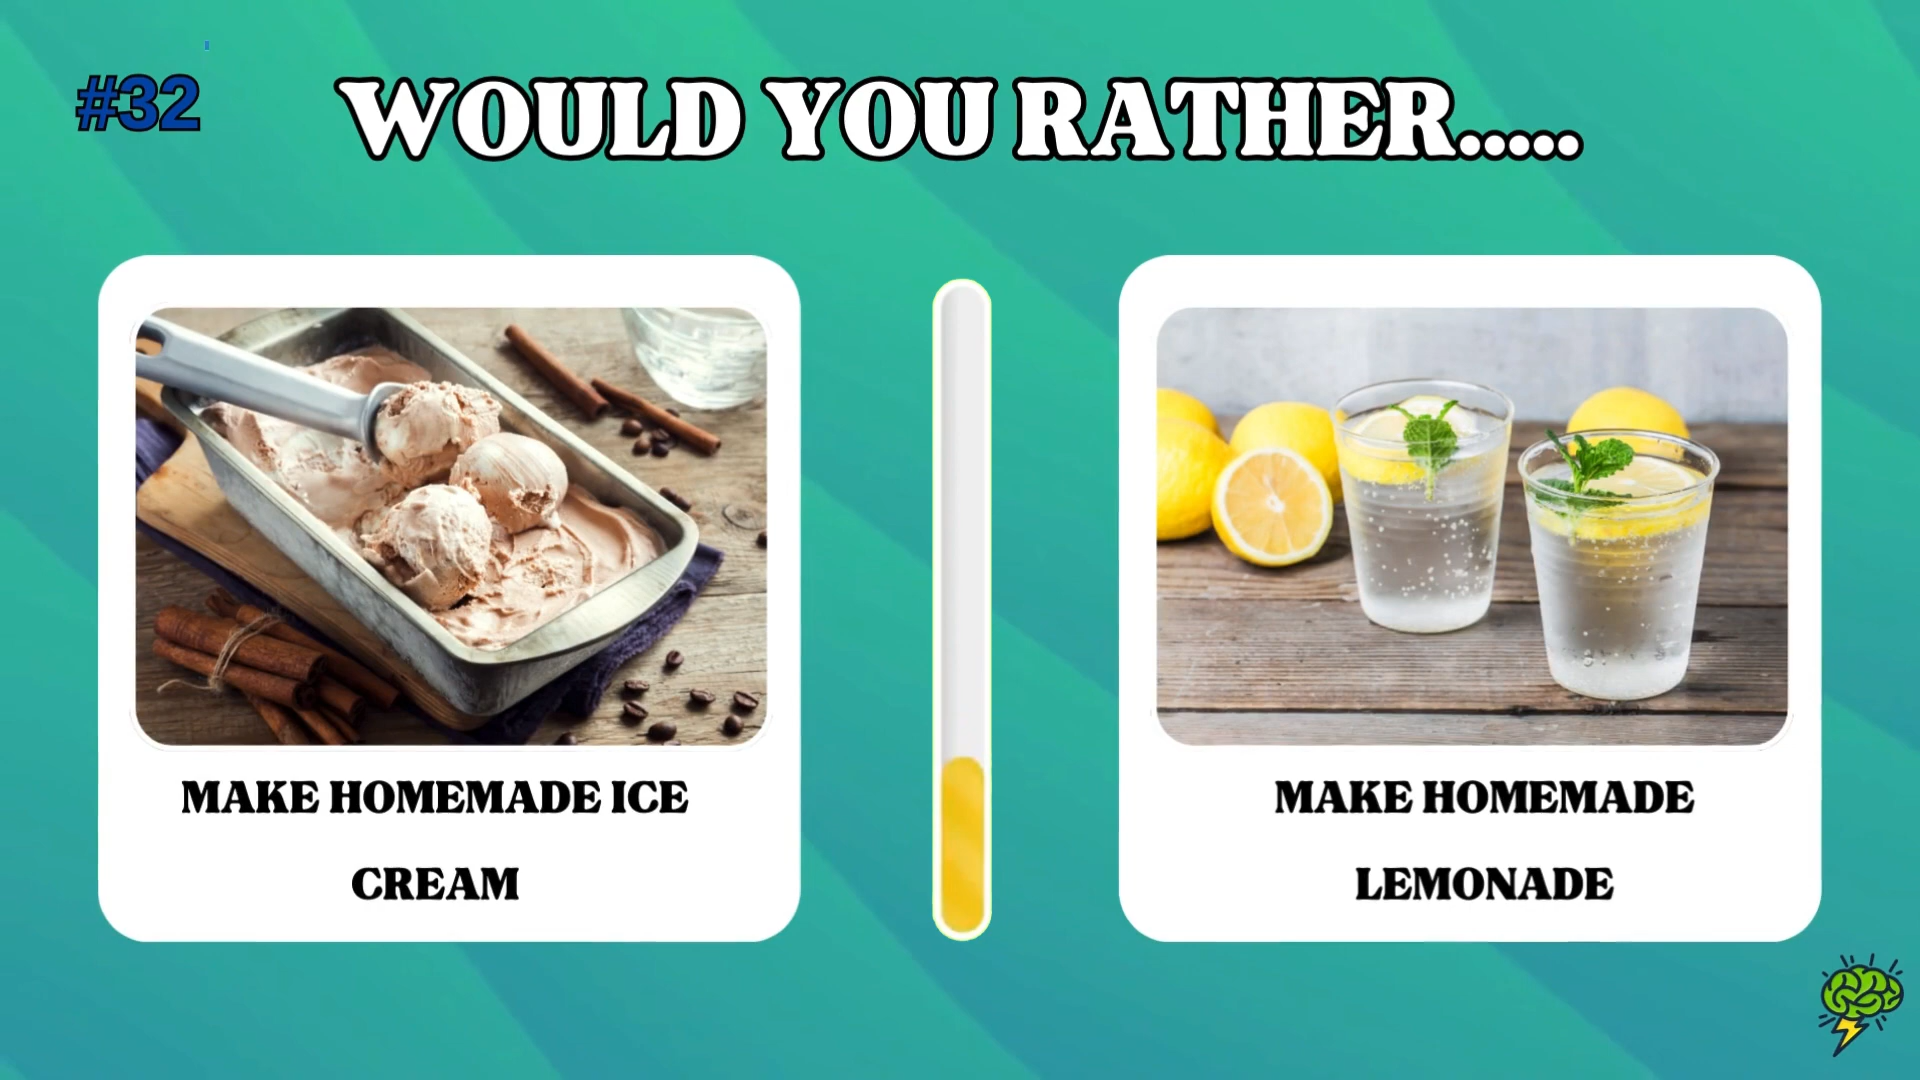 #32
WOULD YOU RATHER.....
MAKE HOMEMADE ICE
CREAM
MAKE HOMEMADE
LEMONADE